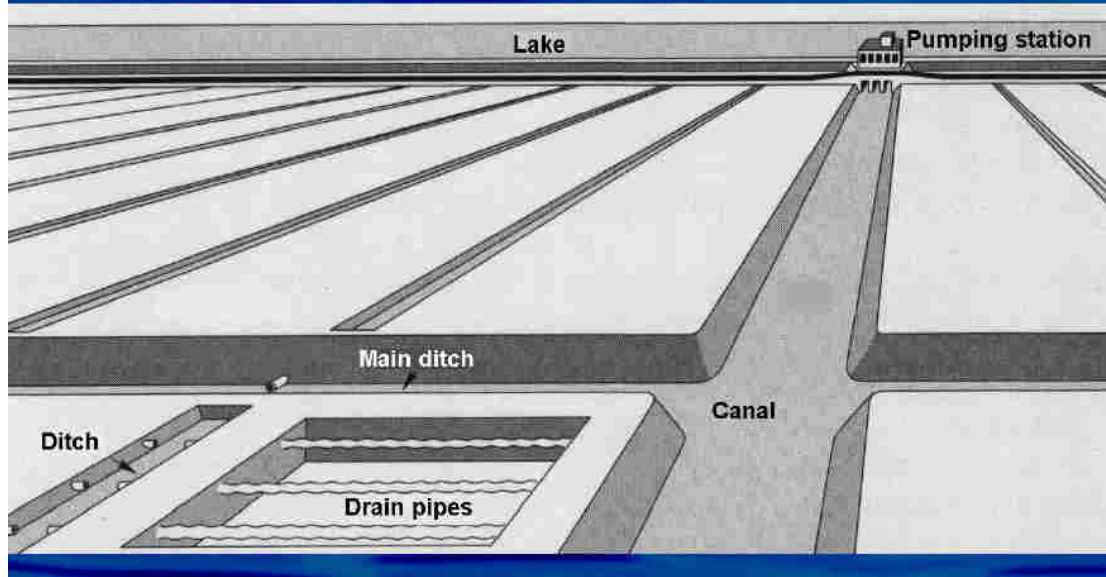 Lake
Pumping station
Main ditch
Canal
Ditch
Drain pipes